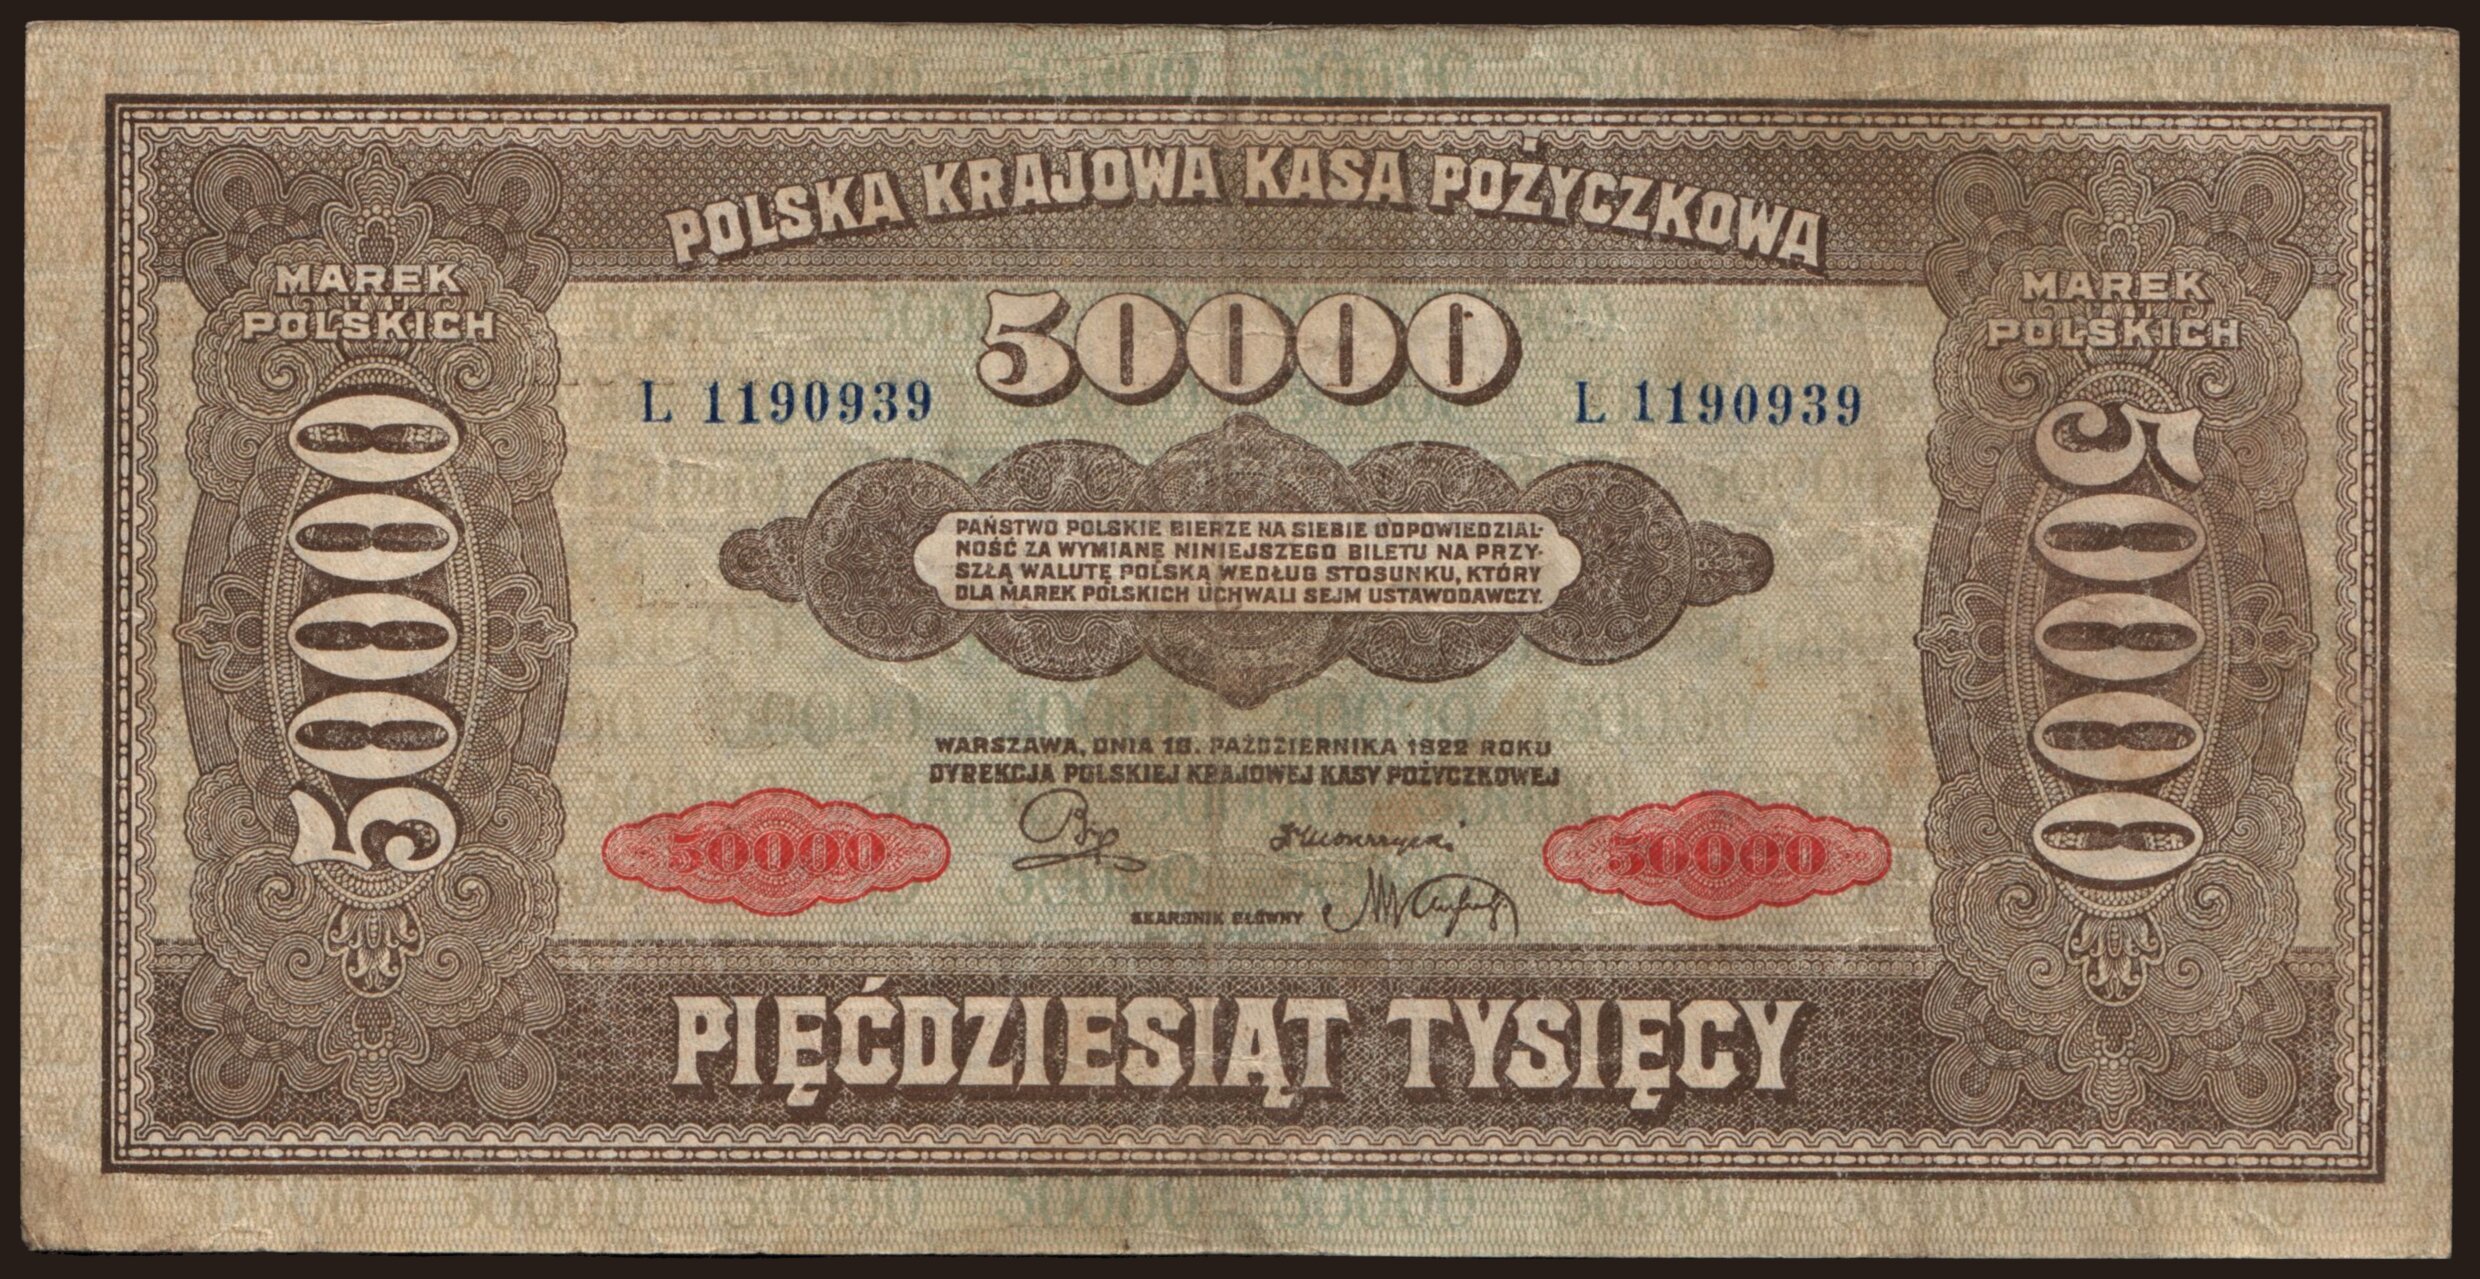 POLSKA KRAJOWA KASA POŻYCZKOWA
MAREK
POLSKICH
MAREK
POLSKICH
50000
L 1190939
L 1190939
50000
50000
PAŃSTWO POLSKIE BIERZE NA SIEBIE ODPOWIEDZIAL-
NOŚĆ ZA WYMIANĘ NINIEJSZEGO BILETU NA PRZY-
SZŁĄ WALUTĘ POLSKĄ WEDŁUG STOSUNKU, KTÓRY
DLA MAREK POLSKICH UCHWALI SEJM USTAWODAWCZY.
WARSZAWA, DNIA 10. PAŹDZIERNIKA 1922 ROKU
DYREKCJA POLSKIEJ KRAJOWEJ KASY POŻYCZKOWEJ
50000
50000
SKARBNIK GŁÓWNY
PIĘĆDZIESIĄT TYSIĘCY